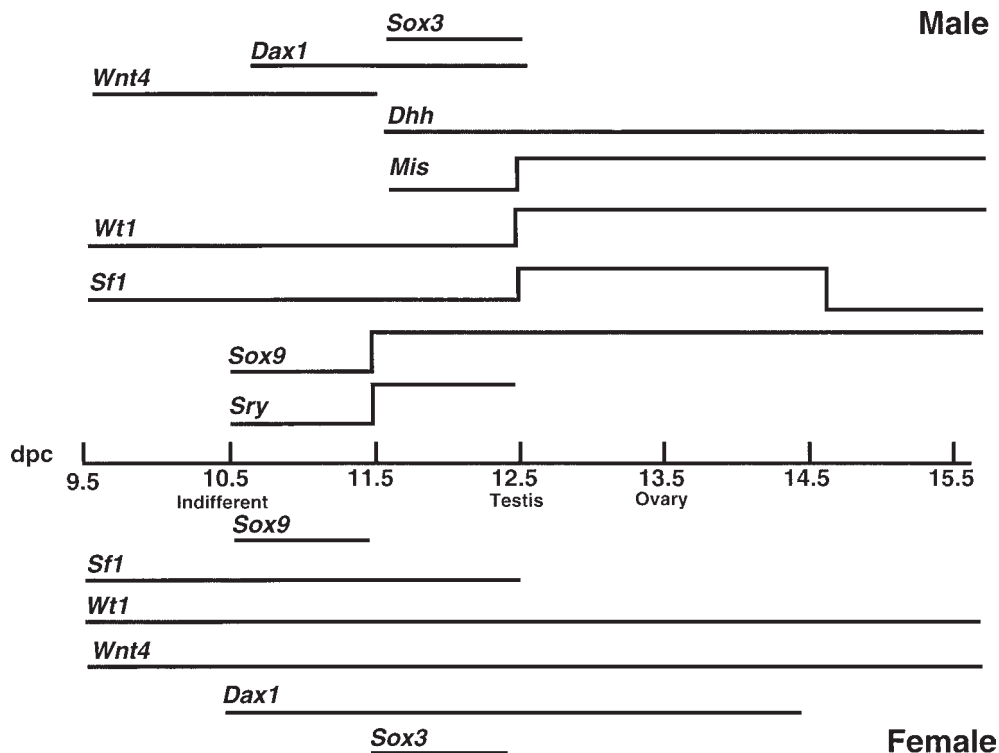 Male
Sox3
Dax1
Wnt4
Dhh
Mis
Wt1
Sf1
Sox9
Sry
dpc
9.5 10.5 11.5 12.5 13.5 14.5 15.5
Indifferent Testis Ovary
Sox9
Sf1
Wt1
Wnt4
Dax1
Sox3
Female